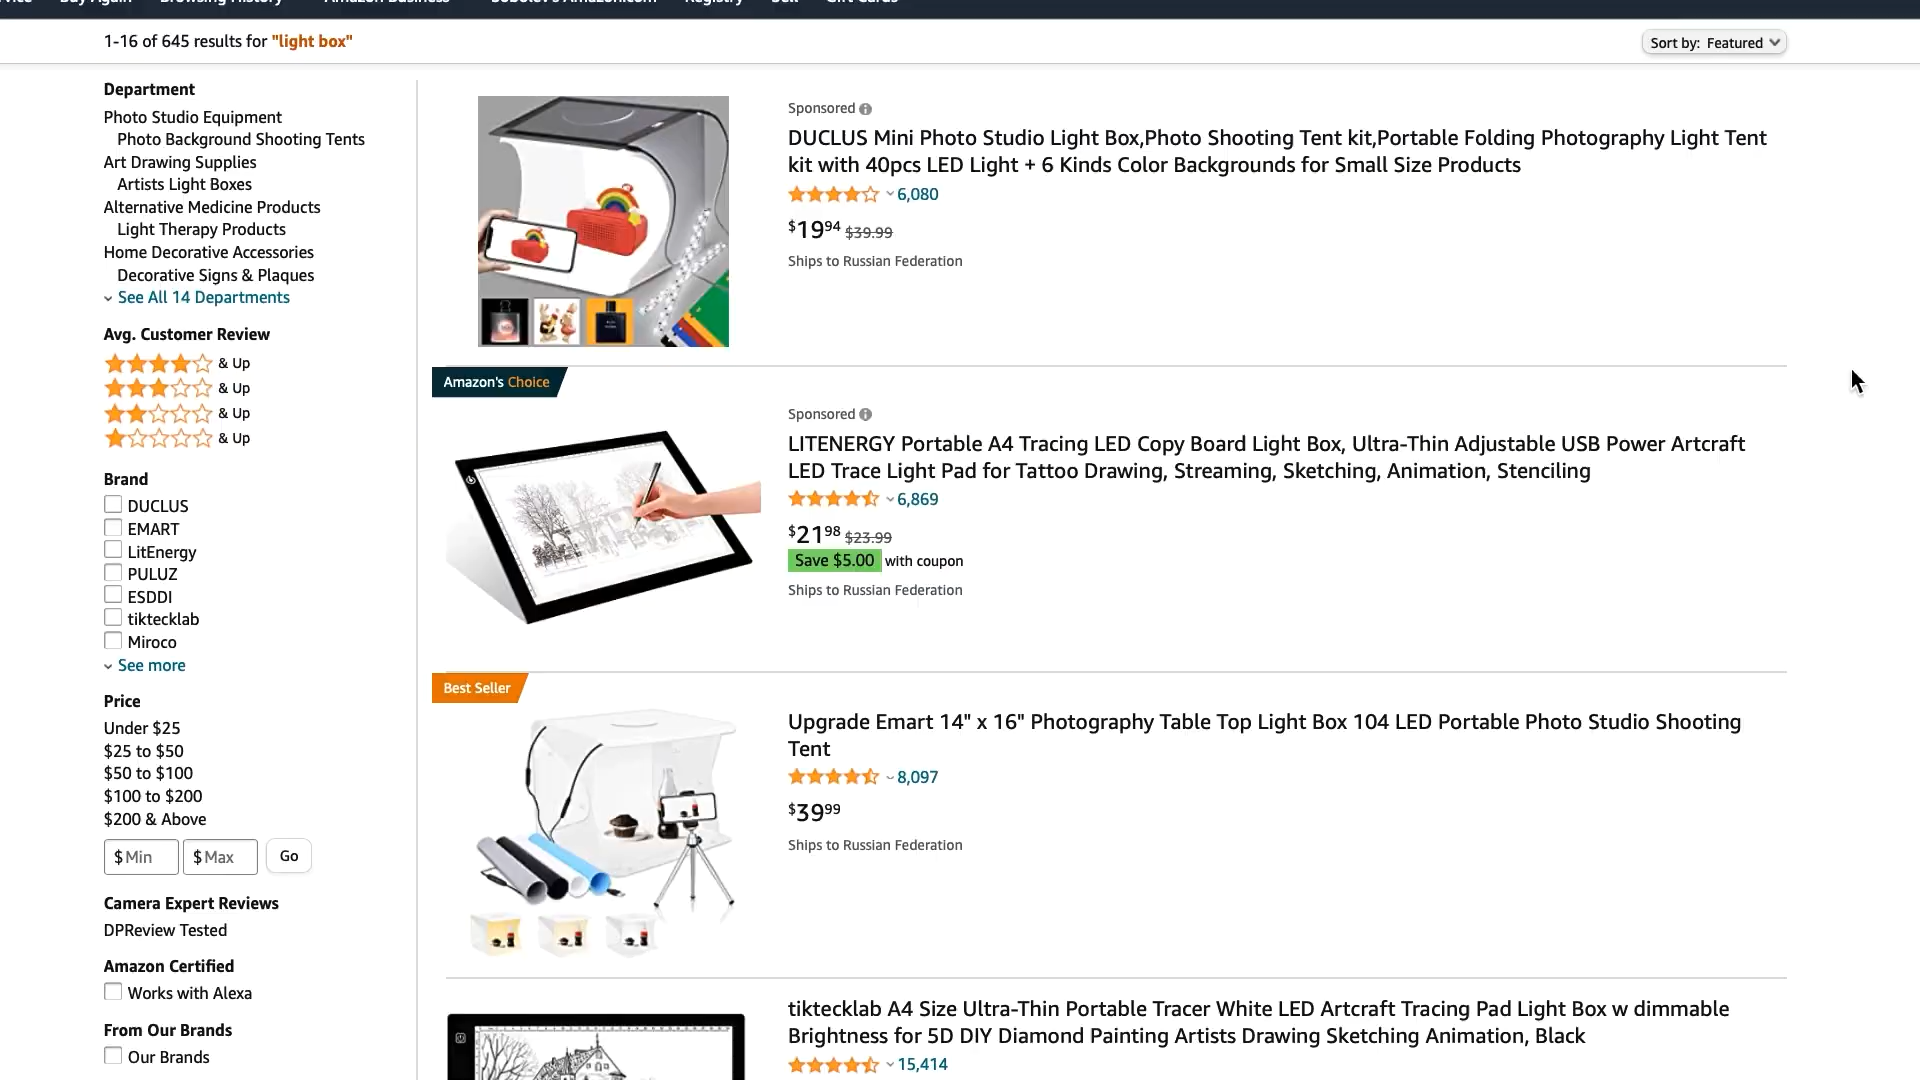 Buy Again Browsing History Amazon Business Sobolev's Amazon.com Registry Sell Gift Cards
1-16 of 645 results for "light box"
Sort by: Featured
Department
Photo Studio Equipment
Photo Background Shooting Tents
Art Drawing Supplies
Artists Light Boxes
Alternative Medicine Products
Light Therapy Products
Home Decorative Accessories
Decorative Signs & Plaques
See All 14 Departments
Avg. Customer Review
& Up
& Up
& Up
& Up
Brand
DUCLUS
EMART
LitEnergy
PULUZ
ESDDI
tiktecklab
Miroco
See more
Price
Under $25
$25 to $50
$50 to $100
$100 to $200
$200 & Above
$ Min $ Max Go
Camera Expert Reviews
DPReview Tested
Amazon Certified
Works with Alexa
From Our Brands
Our Brands
Sponsored
DUCLUS Mini Photo Studio Light Box,Photo Shooting Tent kit,Portable Folding Photography Light Tent
kit with 40pcs LED Light + 6 Kinds Color Backgrounds for Small Size Products
6,080
$19.94 $39.99
Ships to Russian Federation
Amazon's Choice
Sponsored
LITENERGY Portable A4 Tracing LED Copy Board Light Box, Ultra-Thin Adjustable USB Power Artcraft
LED Trace Light Pad for Tattoo Drawing, Streaming, Sketching, Animation, Stenciling
6,869
$21.98 $23.99
Save $5.00 with coupon
Ships to Russian Federation
Best Seller
Upgrade Emart 14" x 16" Photography Table Top Light Box 104 LED Portable Photo Studio Shooting
Tent
8,097
$39.99
Ships to Russian Federation
tiktecklab A4 Size Ultra-Thin Portable Tracer White LED Artcraft Tracing Pad Light Box w dimmable
Brightness for 5D DIY Diamond Painting Artists Drawing Sketching Animation, Black
15,414